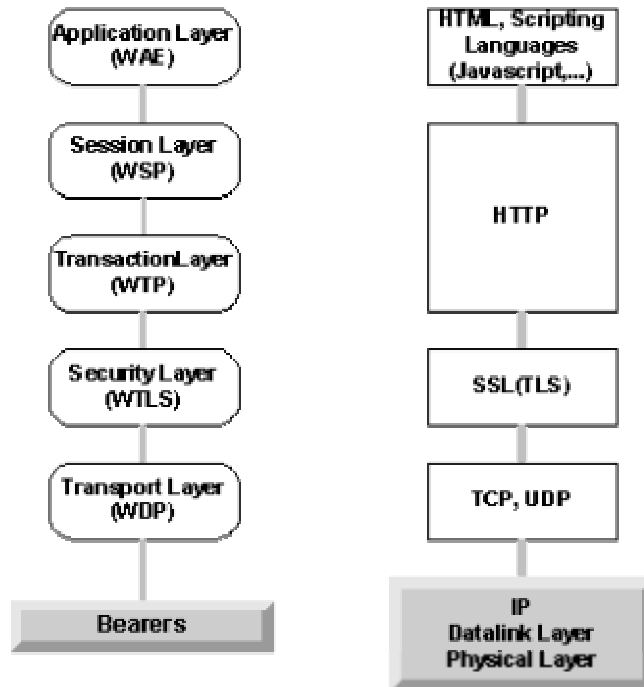 Application Layer
(WAE)
Session Layer
(WSP)
TransactionLayer
(WTP)
Security Layer
(WTLS)
Transport Layer
(WDP)
Bearers
HTML, Scripting
Languages
(Javascript,...)
HTTP
SSL(TLS)
TCP, UDP
IP
Datalink Layer
Physical Layer